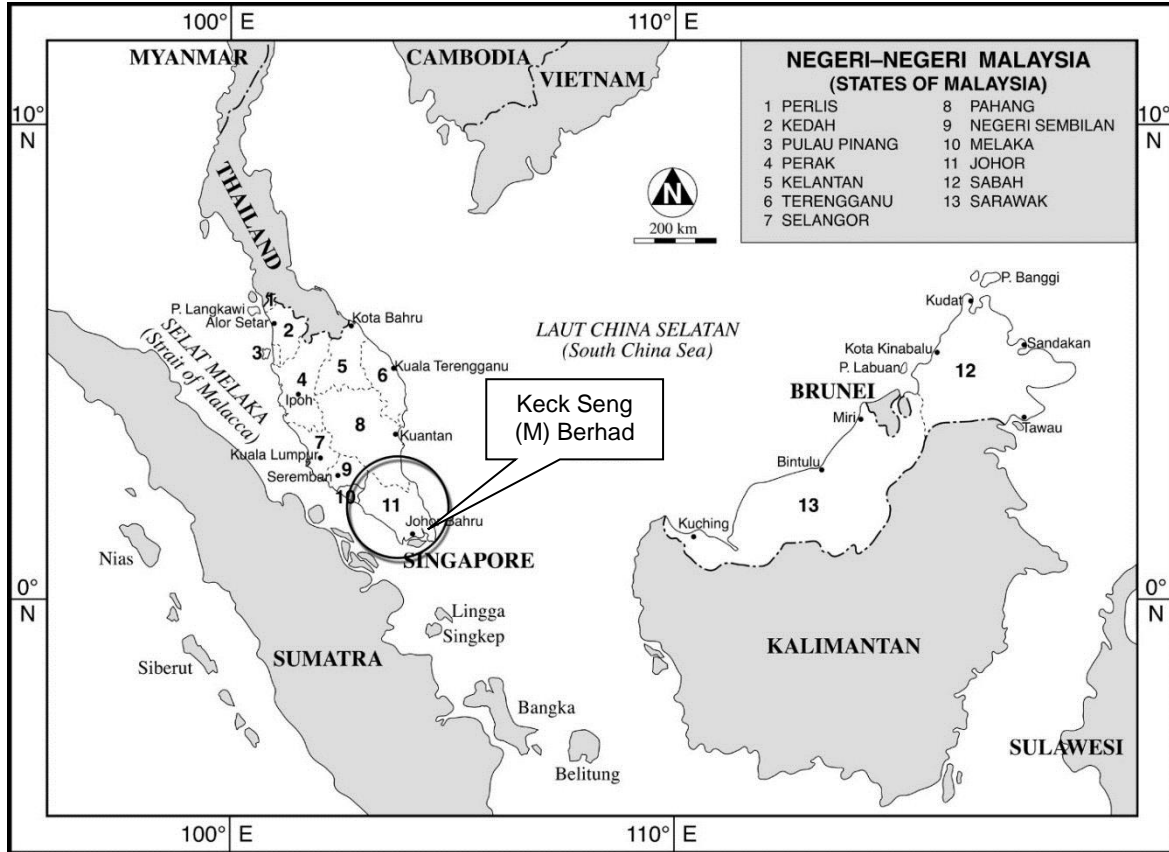 100° E
110° E
MYANMAR
CAMBODIA
VIETNAM
THAILAND
10°
N
10°
N
NEGERI–NEGERI MALAYSIA
(STATES OF MALAYSIA)
1 PERLIS
2 KEDAH
3 PULAU PINANG
4 PERAK
5 KELANTAN
6 TERENGGANU
7 SELANGOR
8 PAHANG
9 NEGERI SEMBILAN
10 MELAKA
11 JOHOR
12 SABAH
13 SARAWAK
N
200 km
P. Langkawi
1
Alor Setar
2
Kota Bahru
SELAT MELAKA
(Strait of Malacca)
3
4
Ipoh
5
6
Kuala Terengganu
LAUT CHINA SELATAN
(South China Sea)
8
Kuantan
7
Kuala Lumpur
Seremban
9
10
11
Johor Bahru
SINGAPORE
Keck Seng
(M) Berhad
P. Banggi
Kudat
Kota Kinabalu
Sandakan
P. Labuan
12
BRUNEI
Miri
Tawau
Bintulu
13
Kuching
0°
N
0°
N
Nias
Siberut
SUMATRA
Lingga
Singkep
Bangka
Belitung
KALIMANTAN
SULAWESI
100° E
110° E